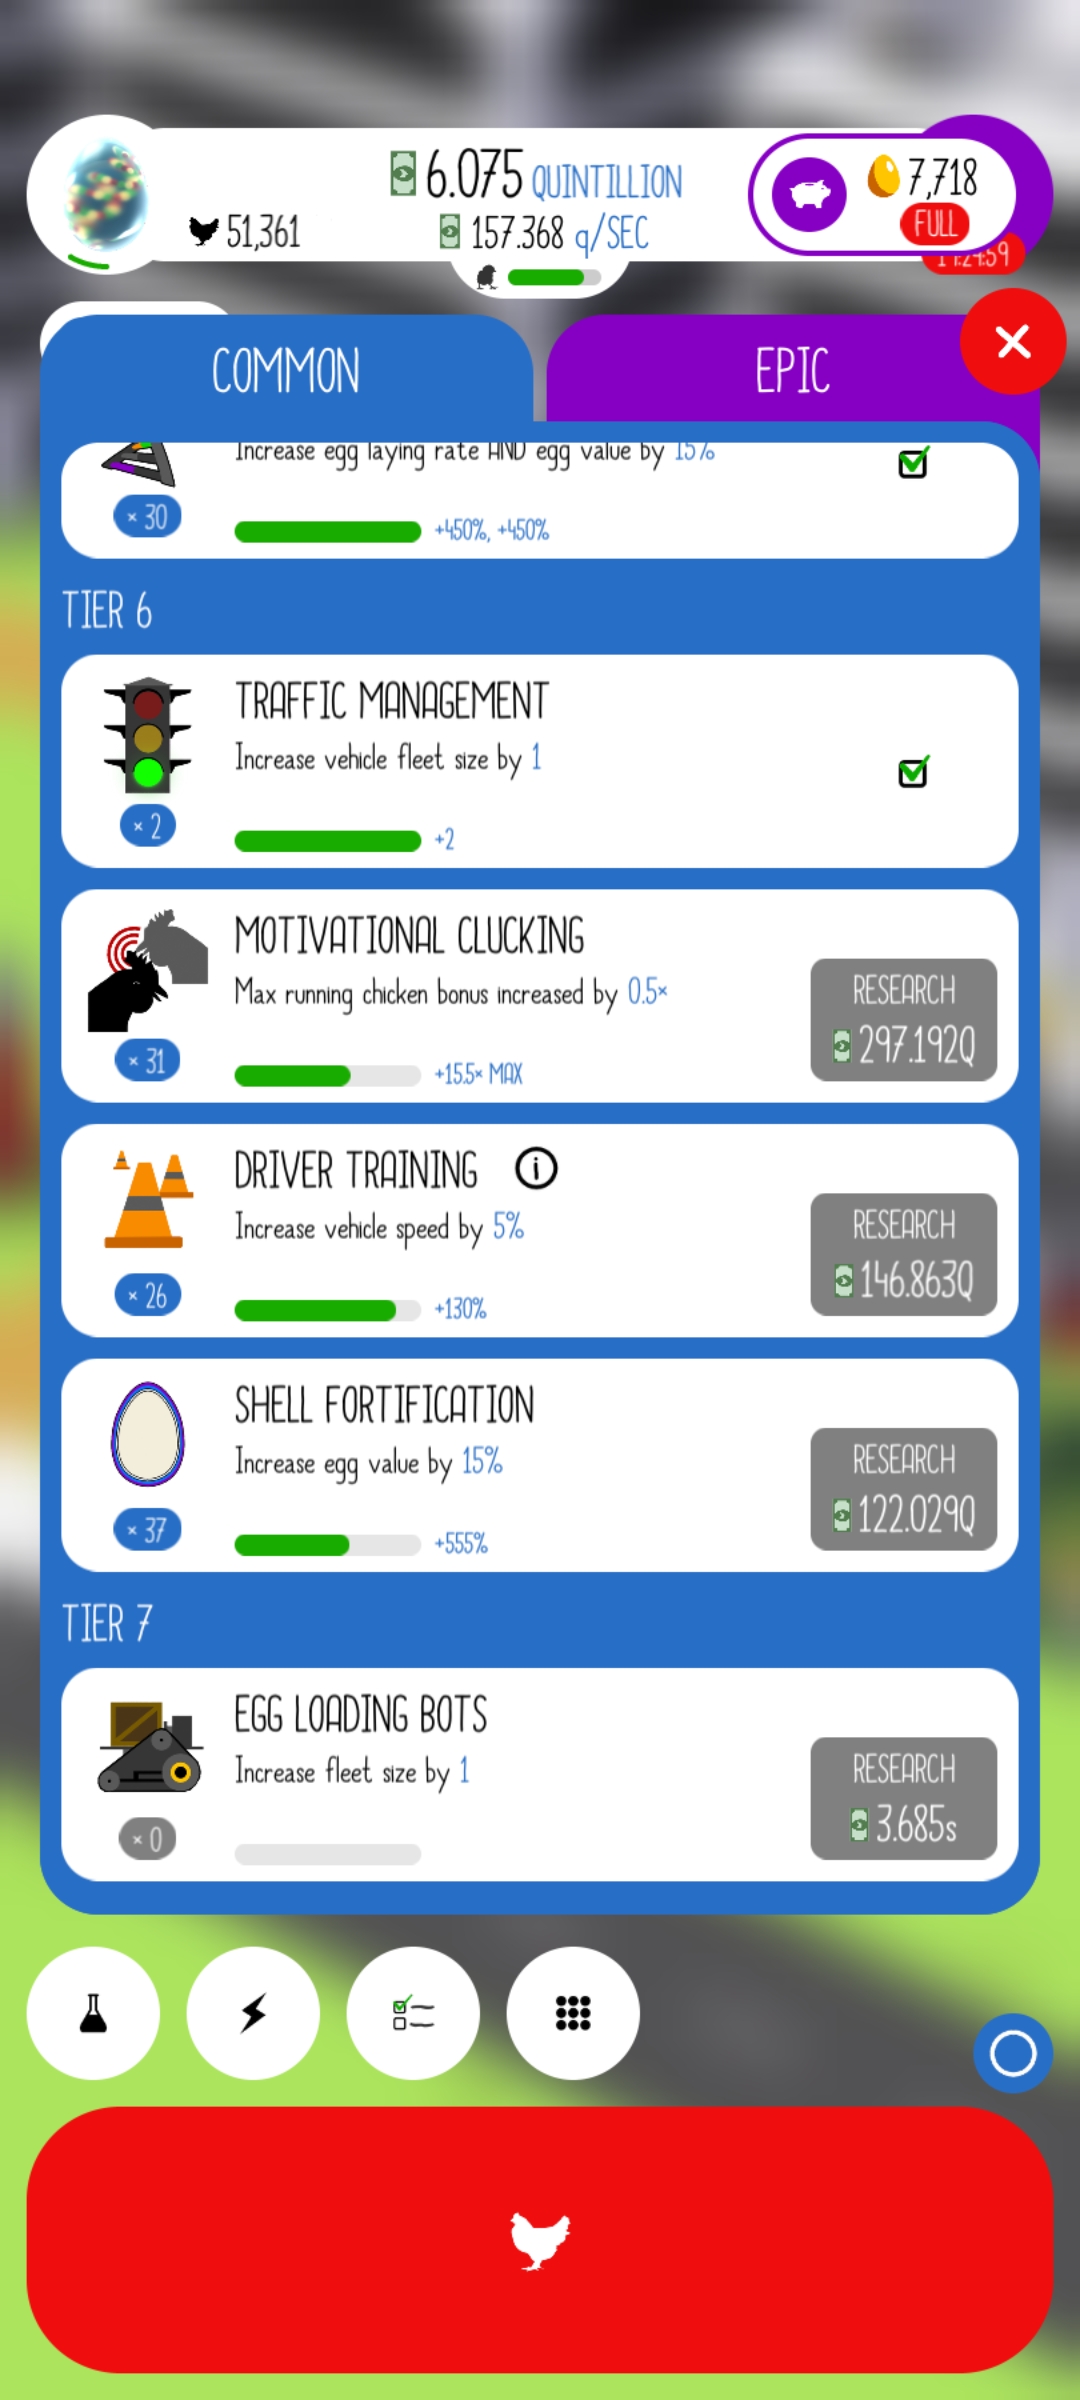 6.075 QUINTILLION
7,718
51,361
157.368 q/SEC
FULL
COMMON
EPIC
Increase egg laying rate AND egg value by 15%
× 30
+450%, +450%
TIER 6
TRAFFIC MANAGEMENT
Increase vehicle fleet size by 1
× 2
+2
MOTIVATIONAL CLUCKING
Max running chicken bonus increased by 0.5×
RESEARCH
297.192Q
× 31
+15.5× MAX
DRIVER TRAINING
i
Increase vehicle speed by 5%
RESEARCH
146.863Q
× 26
+130%
SHELL FORTIFICATION
Increase egg value by 15%
RESEARCH
122.029Q
× 37
+555%
TIER 7
EGG LOADING BOTS
Increase fleet size by 1
RESEARCH
3.685s
× 0